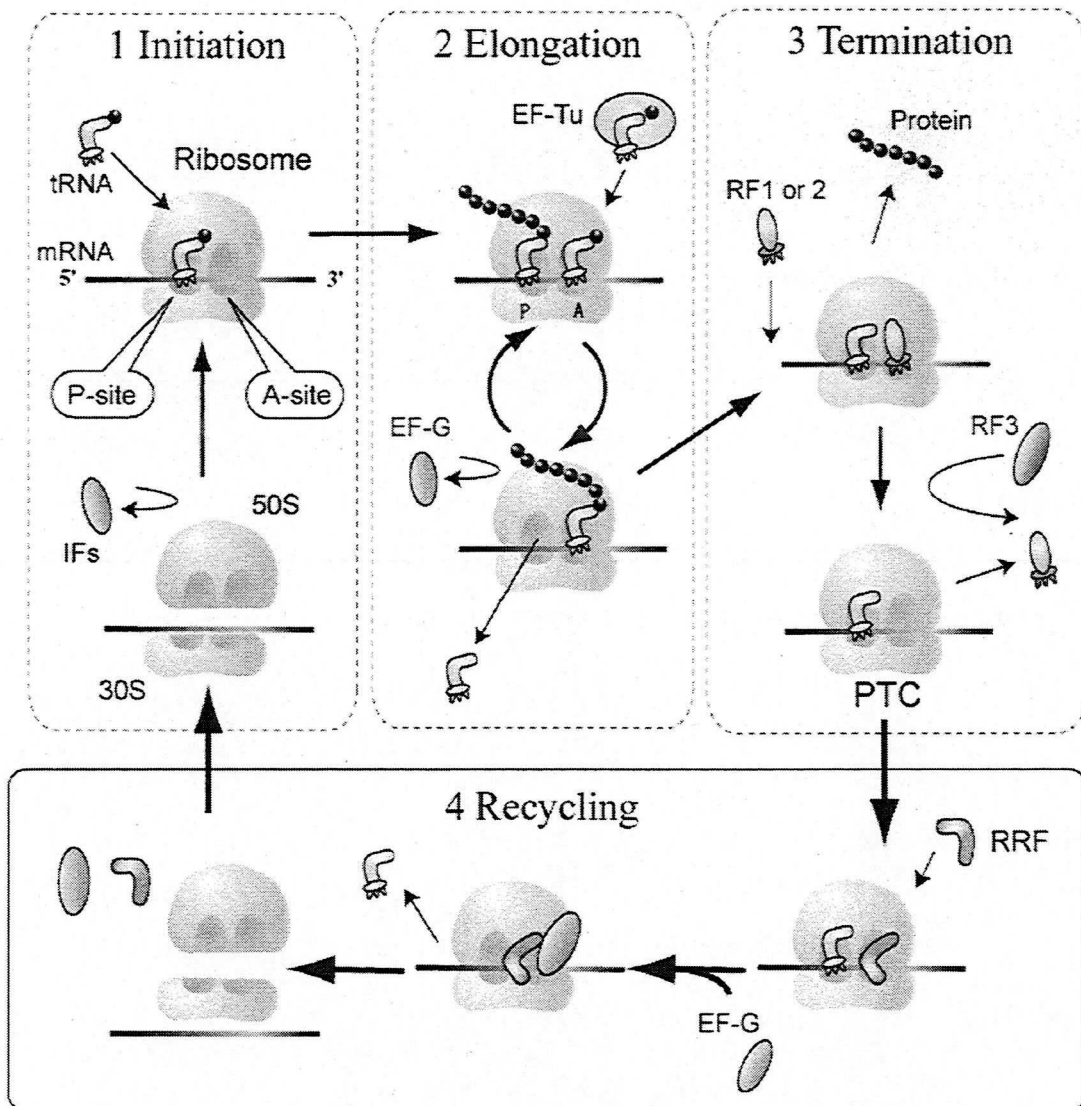 1 Initiation
tRNA
Ribosome
mRNA
5'
3'
P-site
A-site
IFs
50S
30S
2 Elongation
EF-Tu
P
A
EF-G
3 Termination
Protein
RF1 or 2
RF3
PTC
4 Recycling
RRF
EF-G